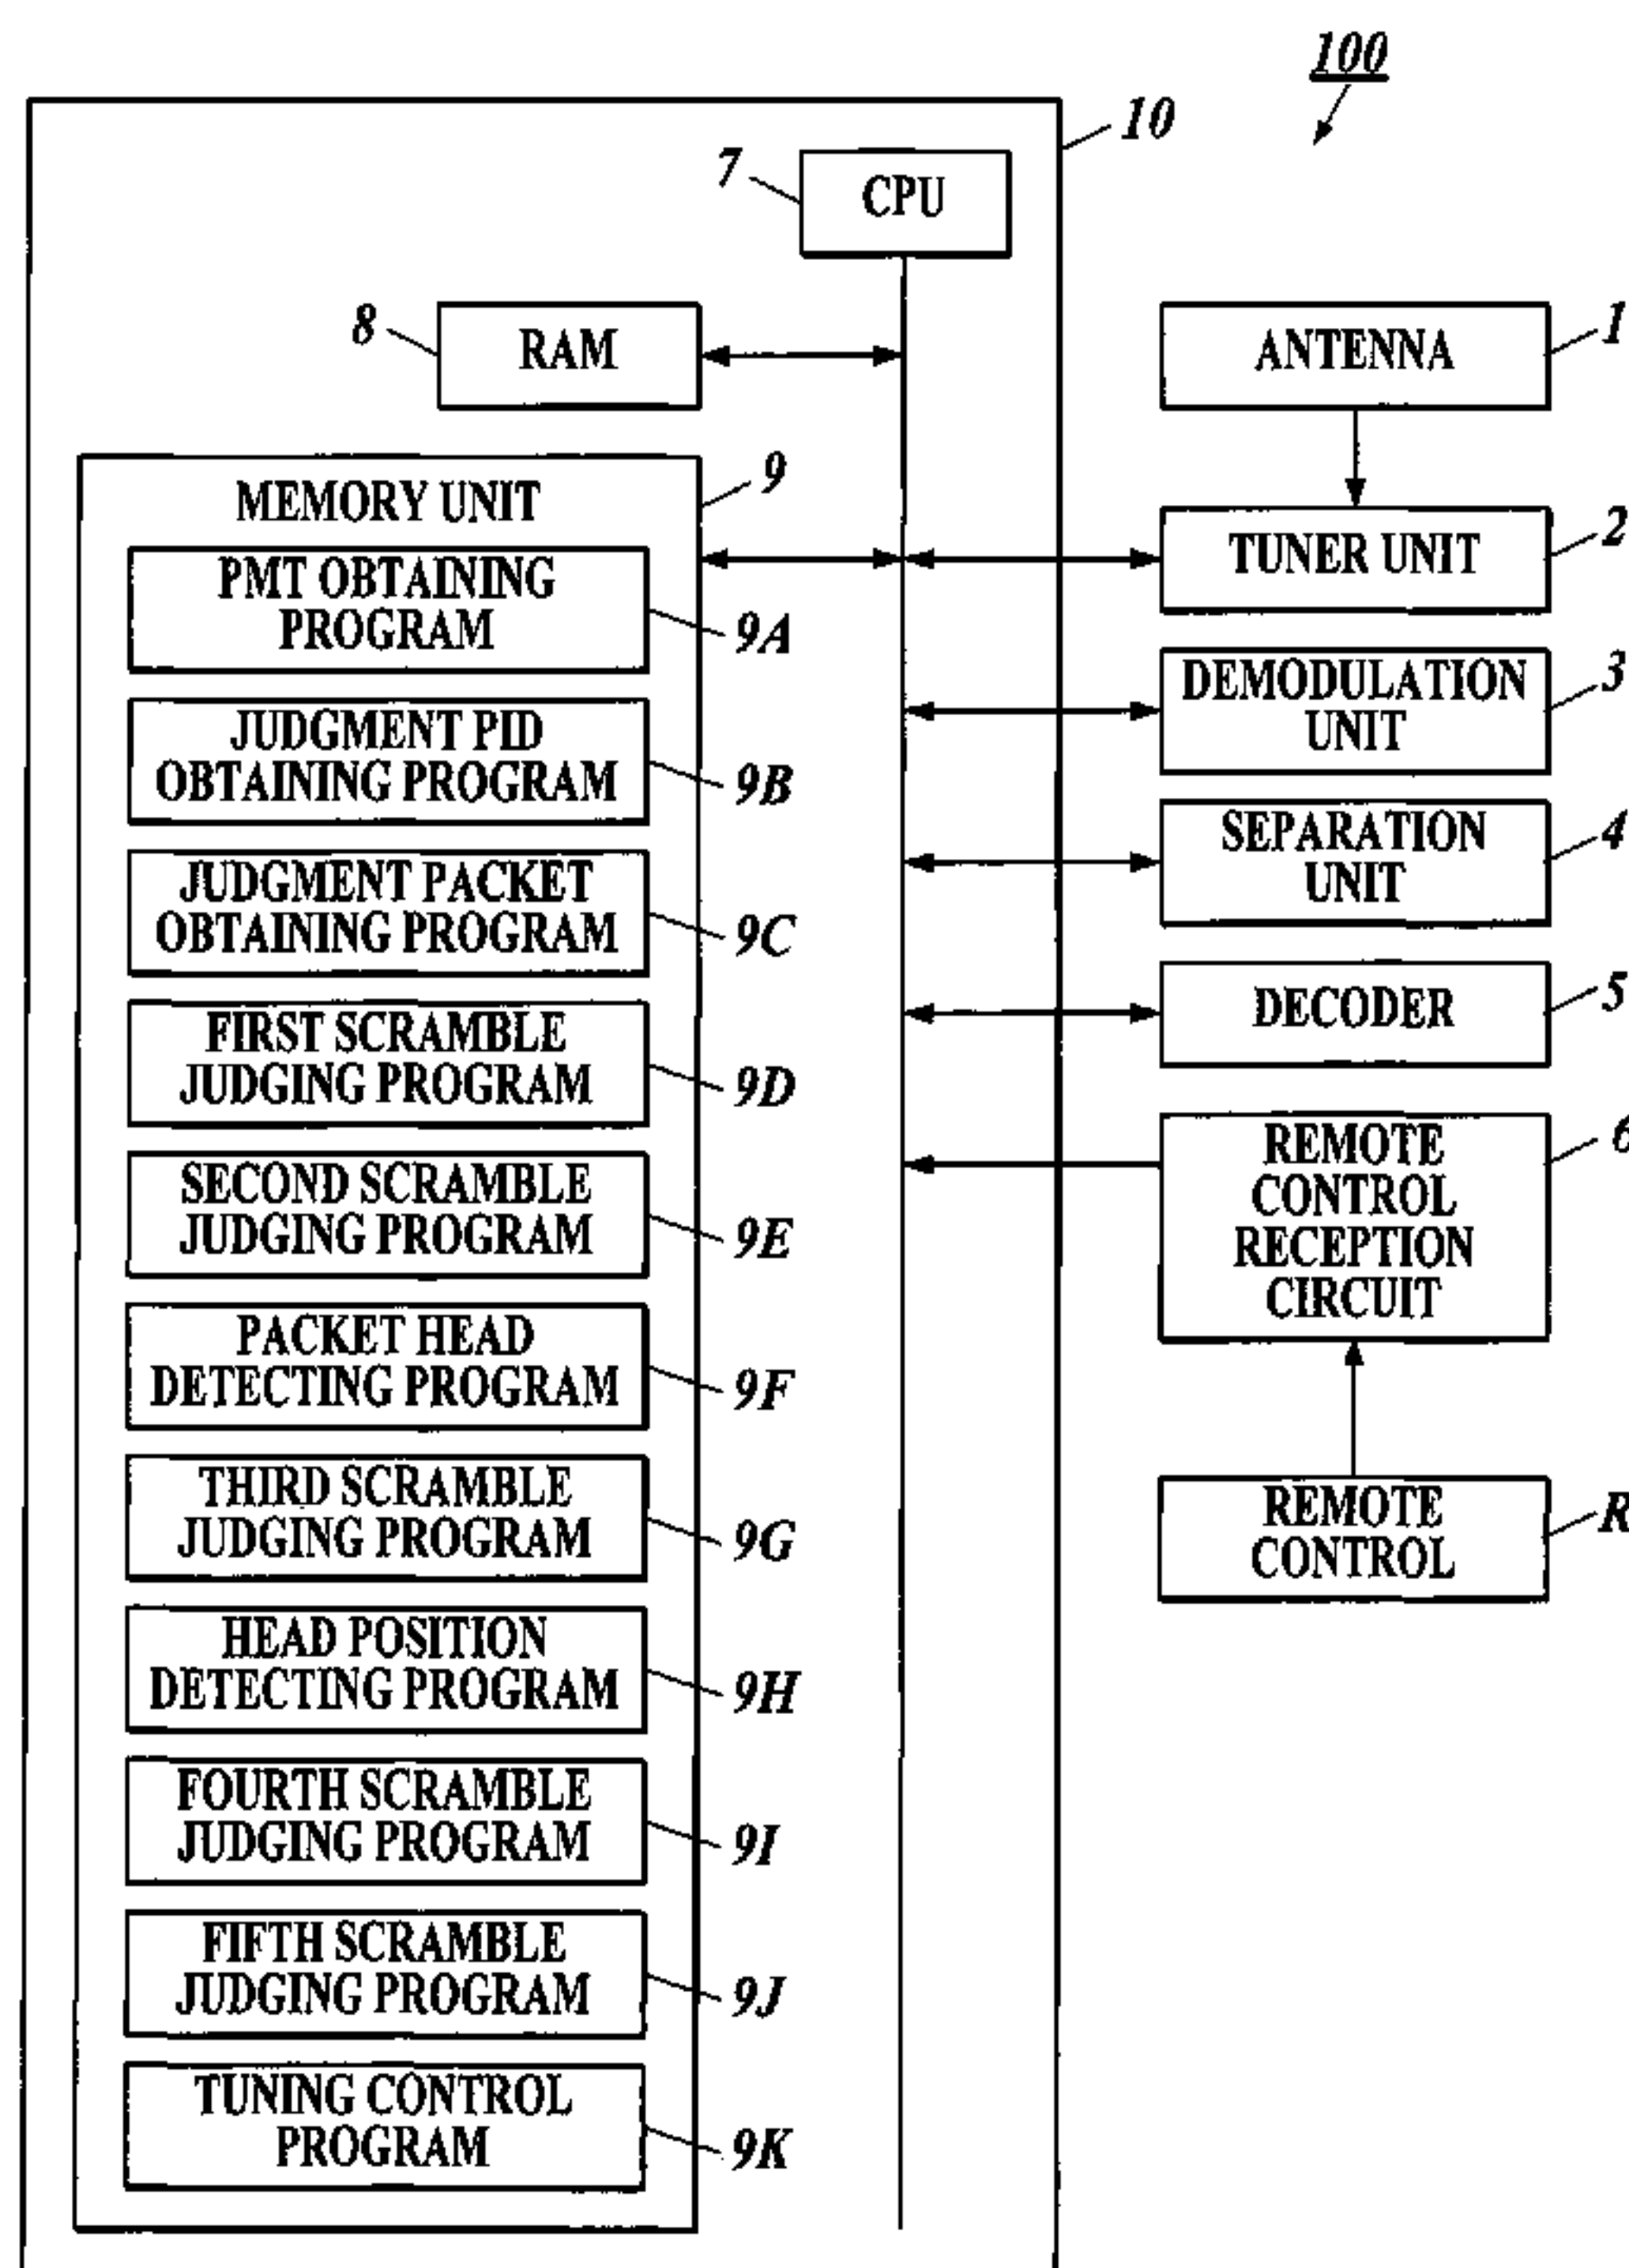 100
10
7
CPU
8
RAM
ANTENNA
1
MEMORY UNIT
9
TUNER UNIT
2
PMT OBTAINING
PROGRAM
9A
DEMODULATION
UNIT
3
JUDGMENT PID
OBTAINING PROGRAM
9B
SEPARATION
UNIT
4
JUDGMENT PACKET
OBTAINING PROGRAM
9C
DECODER
5
FIRST SCRAMBLE
JUDGING PROGRAM
9D
REMOTE
CONTROL
RECEPTION
CIRCUIT
6
SECOND SCRAMBLE
JUDGING PROGRAM
9E
PACKET HEAD
DETECTING PROGRAM
9F
THIRD SCRAMBLE
JUDGING PROGRAM
9G
REMOTE
CONTROL
R
HEAD POSITION
DETECTING PROGRAM
9H
FOURTH SCRAMBLE
JUDGING PROGRAM
9I
FIFTH SCRAMBLE
JUDGING PROGRAM
9J
TUNING CONTROL
PROGRAM
9K